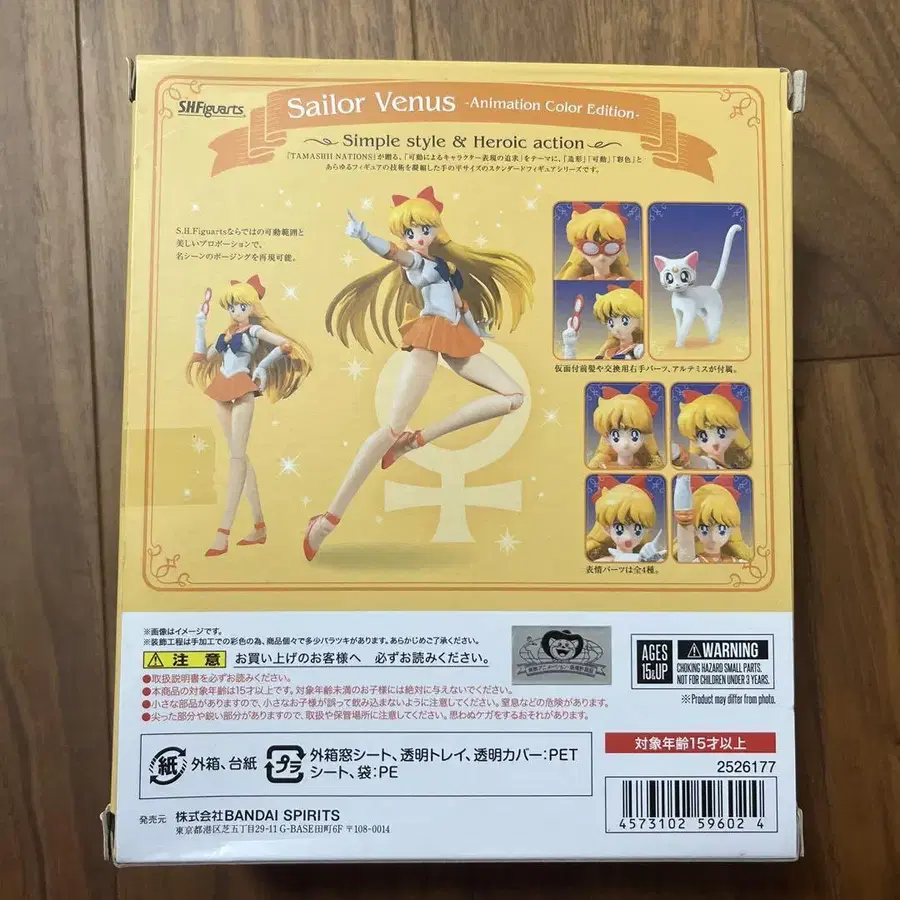 S.H.Figuarts
Sailor Venus -Animation Color Edition-
Simple style & Heroic action
「TAMASHII NATIONS」が贈る、「可動によるキャラクター表現の追求」をテーマに、「造形」「可動」「彩色」と
あらゆるフィギュアの技術を凝縮した手の平サイズのスタンダードフィギュアシリーズです。
S.H.Figuartsならではの可動範囲と
美しいプロポーションで、
名シーンのポージングを再現可能。
仮面付前髪や交換用右手パーツ、アルテミスが付属。
表情パーツは全4種。
※画像はイメージです。
※装飾工程は手加工での彩色の為、商品個々で多少バラツキがあります。あらかじめご了承ください。
注意 お買い上げのお客様へ 必ずお読みください。
●取扱説明書を必ずお読みください。
●本商品の対象年齢は15才以上です。対象年齢未満のお子様には絶対に与えないでください。
●小さな部品がありますので、小さなお子様が誤って飲み込まないように注意してください。窒息などの危険があります。
●尖った部分や鋭い部分がありますので、取扱や保管場所に注意してください。思わぬケガをするおそれがあります。
AGES
15&UP
WARNING
CHOKING HAZARD SMALL PARTS.
NOT FOR CHILDREN UNDER 3 YEARS.
※Product may differ from photo.
紙 外箱、台紙
プラ 外箱窓シート、透明トレイ、透明カバー:PET
シート、袋:PE
対象年齢15才以上
2526177
4573102 59602 4
発売元 株式会社BANDAI SPIRITS
東京都港区芝五丁目29-11 G-BASE田町6F 〒108-0014